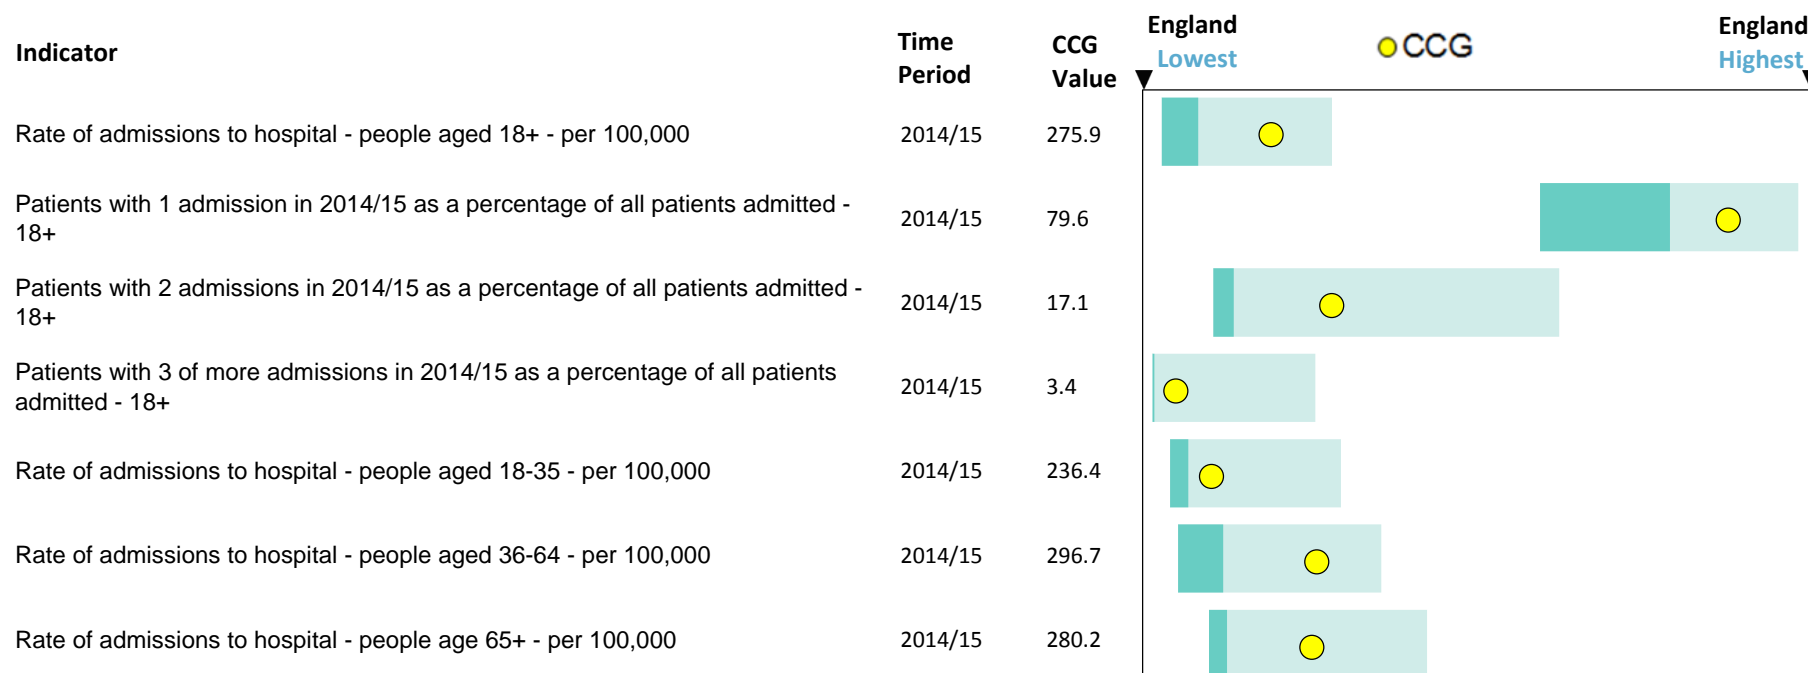 Indicator
Time
Period
CCG
Value
England
Lowest
CCG
England
Highest
Rate of admissions to hospital - people aged 18+ - per 100,000
2014/15
275.9
Patients with 1 admission in 2014/15 as a percentage of all patients admitted -
18+
2014/15
79.6
Patients with 2 admissions in 2014/15 as a percentage of all patients admitted -
18+
2014/15
17.1
Patients with 3 of more admissions in 2014/15 as a percentage of all patients
admitted - 18+
2014/15
3.4
Rate of admissions to hospital - people aged 18-35 - per 100,000
2014/15
236.4
Rate of admissions to hospital - people aged 36-64 - per 100,000
2014/15
296.7
Rate of admissions to hospital - people age 65+ - per 100,000
2014/15
280.2